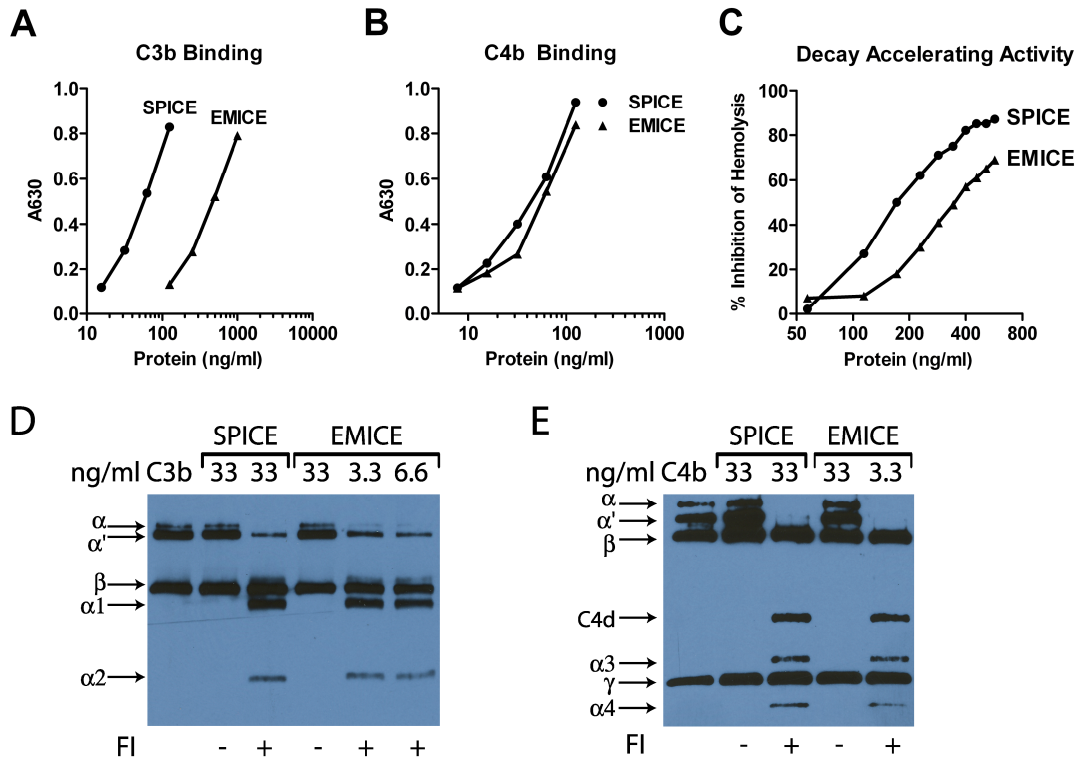 A
C3b Binding
1.0
0.8
0.6
0.4
0.2
0.0
A630
SPICE
EMICE
10
100
1000
10000
Protein (ng/ml)
B
C4b Binding
1.0
0.8
0.6
0.4
0.2
0.0
A630
SPICE
EMICE
10
100
1000
Protein (ng/ml)
C
Decay Accelerating Activity
100
80
60
40
20
0
% Inhibition of Hemolysis
SPICE
EMICE
50
100
200
400
800
Protein (ng/ml)
D
SPICE EMICE
ng/ml C3b 33 33 33 3.3 6.6
α
α'
β
α1
α2
FI - + - + +
E
SPICE EMICE
ng/ml C4b 33 33 33 3.3
α
α'
β
C4d
α3
γ
α4
FI - + - +